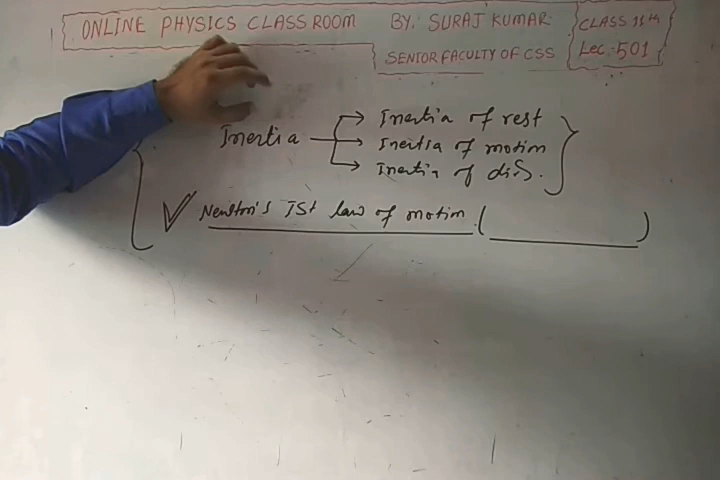 ONLINE PHYSICS CLASSROOM BY: SURAJ KUMAR
SENIOR FACULTY OF CSS
CLASS 11th
Lec:-501
Inertia
Inertia of rest
Inertia of motion
Inertia of dirⁿ.
Newton's Ist law of motion (          )